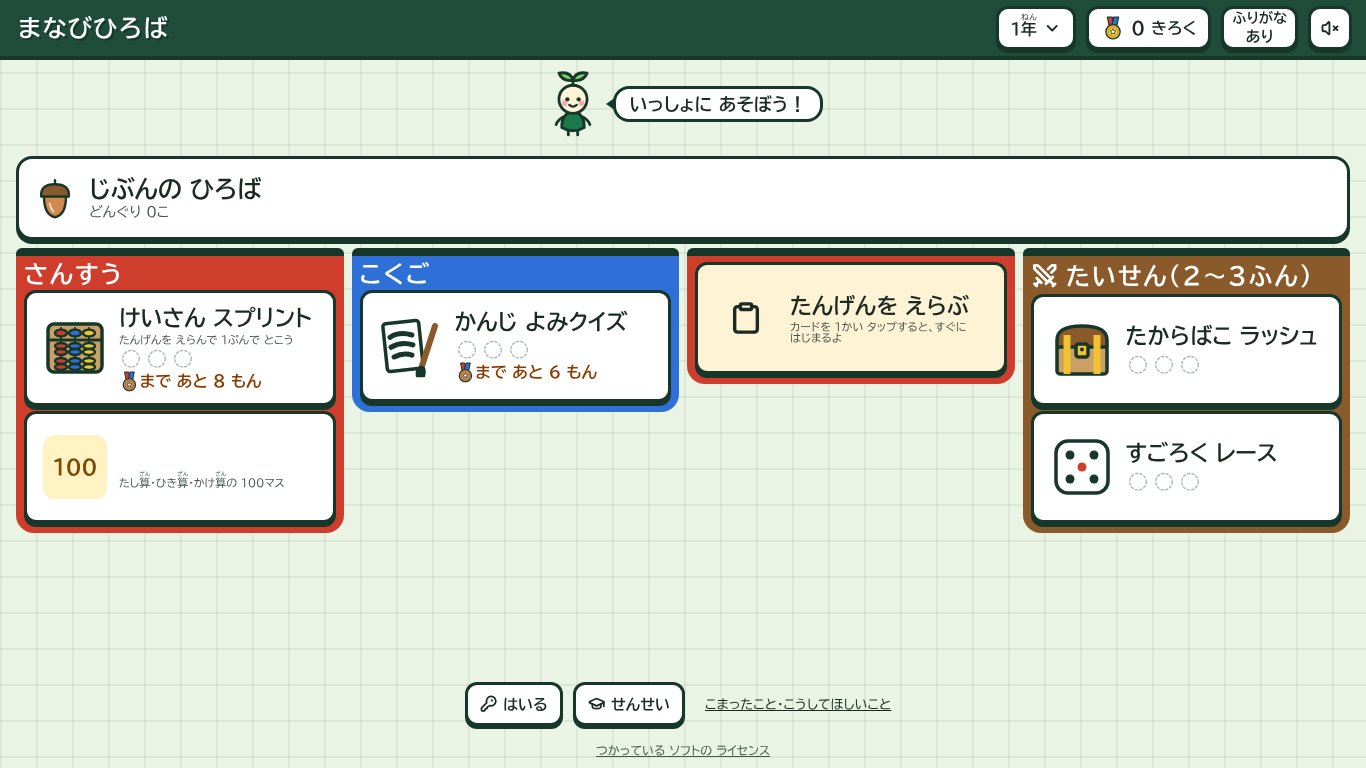 まなびひろば
1年
ねん
0 きろく
ふりがな
あり
いっしょに あそぼう！
じぶんの ひろば
どんぐり 0こ
さんすう
けいさん スプリント
たんげんを えらんで 1ぷんで とこう
まで あと 8 もん
100
たし算・ひき算・かけ算の 100マス
ざん ざん ざん
こくご
かんじ よみクイズ
まで あと 6 もん
たんげんを えらぶ
カードを 1かい タップすると、すぐに
はじまるよ
たいせん(2〜3ふん)
たからばこ ラッシュ
すごろく レース
はいる
せんせい
こまったこと・こうしてほしいこと
つかっている ソフトの ライセンス